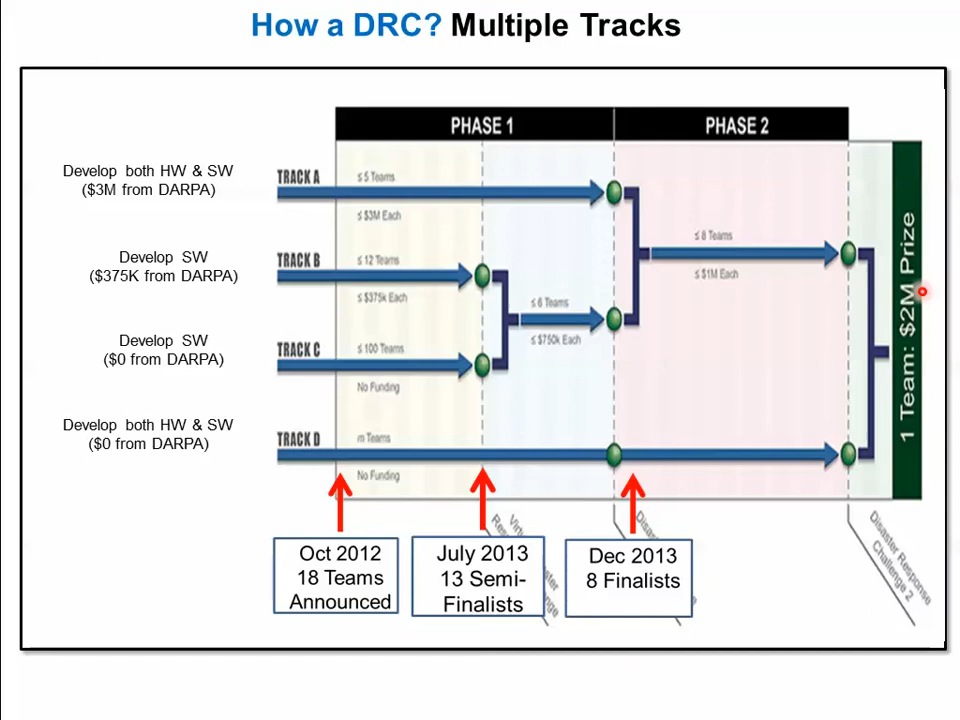 How a DRC? Multiple Tracks
PHASE 1
PHASE 2
Develop both HW & SW
($3M from DARPA)
TRACK A
≤ 5 Teams
≤ $3M Each
Develop SW
($375K from DARPA)
TRACK B
≤ 12 Teams
≤ $375k Each
≤ 6 Teams
≤ $750k Each
≤ 8 Teams
≤ $1M Each
Develop SW
($0 from DARPA)
TRACK C
≤ 100 Teams
No Funding
Develop both HW & SW
($0 from DARPA)
TRACK D
m Teams
No Funding
1 Team: $2M Prize
Oct 2012
18 Teams
Announced
July 2013
13 Semi-
Finalists
Dec 2013
8 Finalists
Disaster Response
Challenge 2